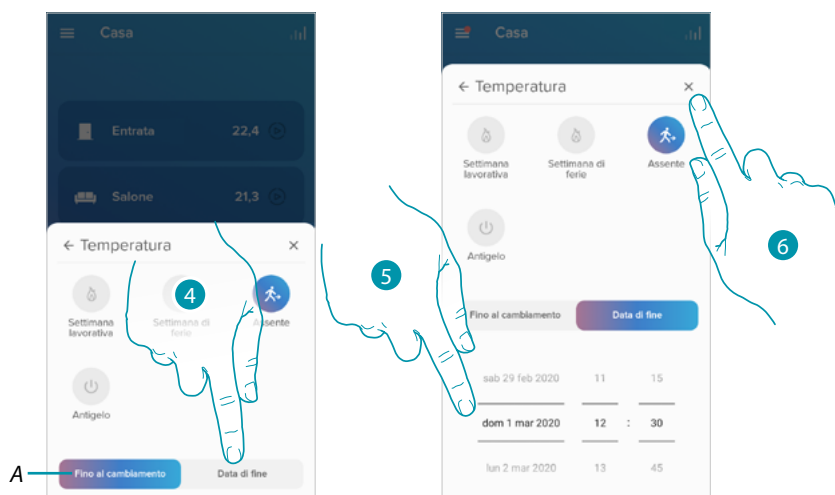 Casa
Entrata 22,4
Salone 21,3
Temperatura
Settimana lavorativa
Settimana di ferie
Assente
Antigelo
A
Fino al cambiamento
Data di fine
4
Casa
Temperatura
Settimana lavorativa
Settimana di ferie
Assente
Antigelo
5
6
Fino al cambiamento
Data di fine
sab 29 feb 2020 11 15
dom 1 mar 2020 12 : 30
lun 2 mar 2020 13 45